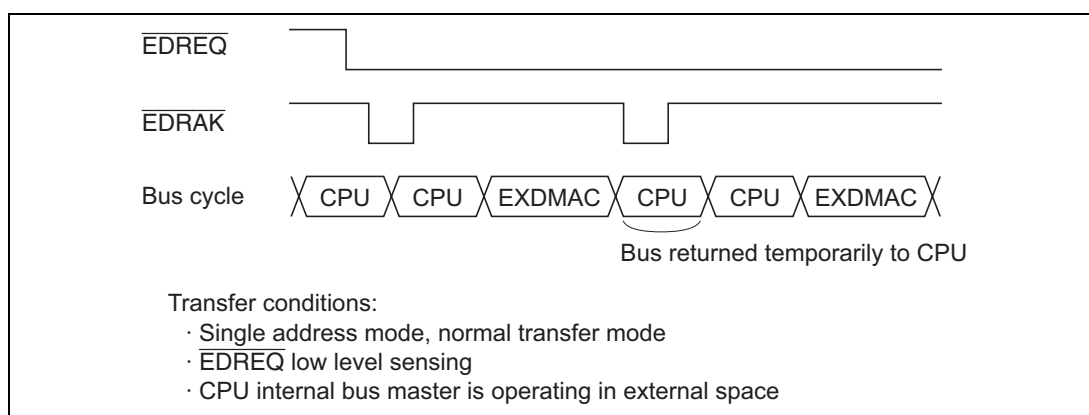 EDREQ
EDRAK
Bus cycle CPU CPU EXDMAC CPU CPU EXDMAC
Bus returned temporarily to CPU
Transfer conditions:
· Single address mode, normal transfer mode
· EDREQ low level sensing
· CPU internal bus master is operating in external space